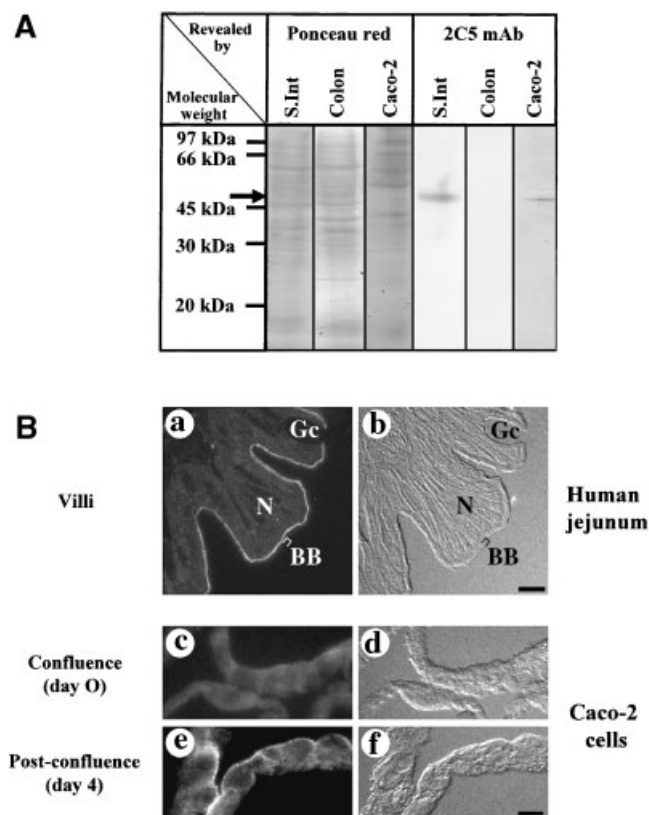 A
Revealed by
Molecular weight
Ponceau red
2C5 mAb
S.Int
Colon
Caco-2
S.Int
Colon
Caco-2
97 kDa
66 kDa
45 kDa
30 kDa
20 kDa
B
a
Gc
N
BB
b
Gc
N
BB
Villi
Human
jejunum
c
d
Confluence
(day O)
Caco-2
cells
e
f
Post-confluence
(day 4)